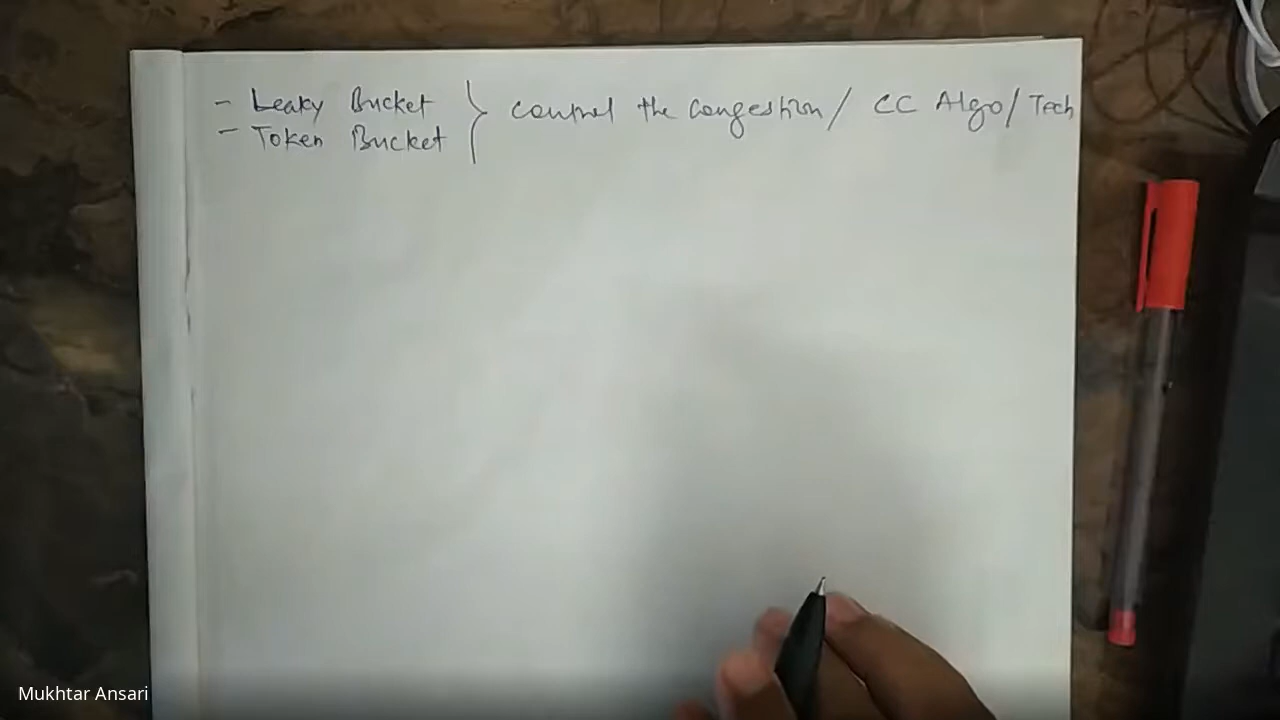 - Leaky Bucket } control the congestion / CC Algo / Tech
- Token Bucket
Mukhtar Ansari